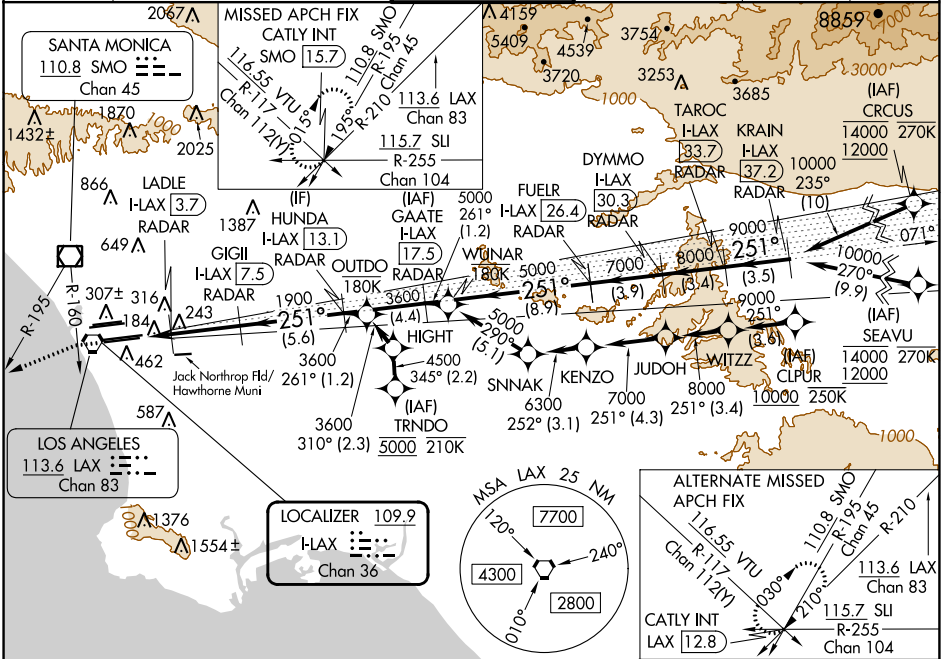 2067
SANTA MONICA
110.8 SMO
Chan 45
MISSED APCH FIX
CATLY INT
SMO 15.7
110.8 SMO
R-195
Chan 45
116.55 VTU
R-117
Chan 112(Y)
R-210
015°
195°
113.6 LAX
Chan 83
115.7 SLI
R-255
Chan 104
4159
5409
4539
3720
3754
3253
3685
8859
7000
3000
1000
1000
1432±
1870
1000
2025
866
649
1387
307±
316
184
243
462
587
1376
1554±
1000
LADLE
I-LAX 3.7
RADAR
GIGII
I-LAX 7.5
RADAR
(IF)
HUNDA
I-LAX 13.1
RADAR
OUTDO
180K
(IAF)
GAATE
I-LAX
17.5
RADAR
5000
261°
(1.2)
WUNAR
180K
FUELR
I-LAX 26.4
RADAR
DYMMO
I-LAX
30.3
RADAR
TAROC
I-LAX
33.7
RADAR
KRAIN
I-LAX
37.2
RADAR
10000
235°
(10)
(IAF)
CRCUS
14000 270K
12000
071°
1900
251°
(5.6)
3600
(4.4)
5000
251°
(8.9)
7000
(3.9)
8000
(3.4)
9000
251°
(3.5)
10000
270°
(9.9)
(IAF)
SEAVU
14000 270K
12000
3600
261° (1.2)
HIGHT
4500
345° (2.2)
3600
310° (2.3)
(IAF)
TRNDO
5000 210K
5000
290°
(5.1)
SNNAK
6300
252° (3.1)
KENZO
7000
251° (4.3)
JUDOH
8000
251° (3.4)
WITZZ
9000
251°
(3.6)
(IAF)
CLPUR
10000 250K
R-195
R-160
Jack Northrop Fld/
Hawthorne Muni
LOS ANGELES
113.6 LAX
Chan 83
LOCALIZER 109.9
I-LAX
Chan 36
MSA LAX 25 NM
120°
7700
240°
4300
2800
010°
ALTERNATE MISSED
APCH FIX
116.55 VTU
R-117
Chan 112(Y)
110.8 SMO
R-195
Chan 45
R-210
030°
210°
113.6 LAX
Chan 83
CATLY INT
LAX 12.8
115.7 SLI
R-255
Chan 104